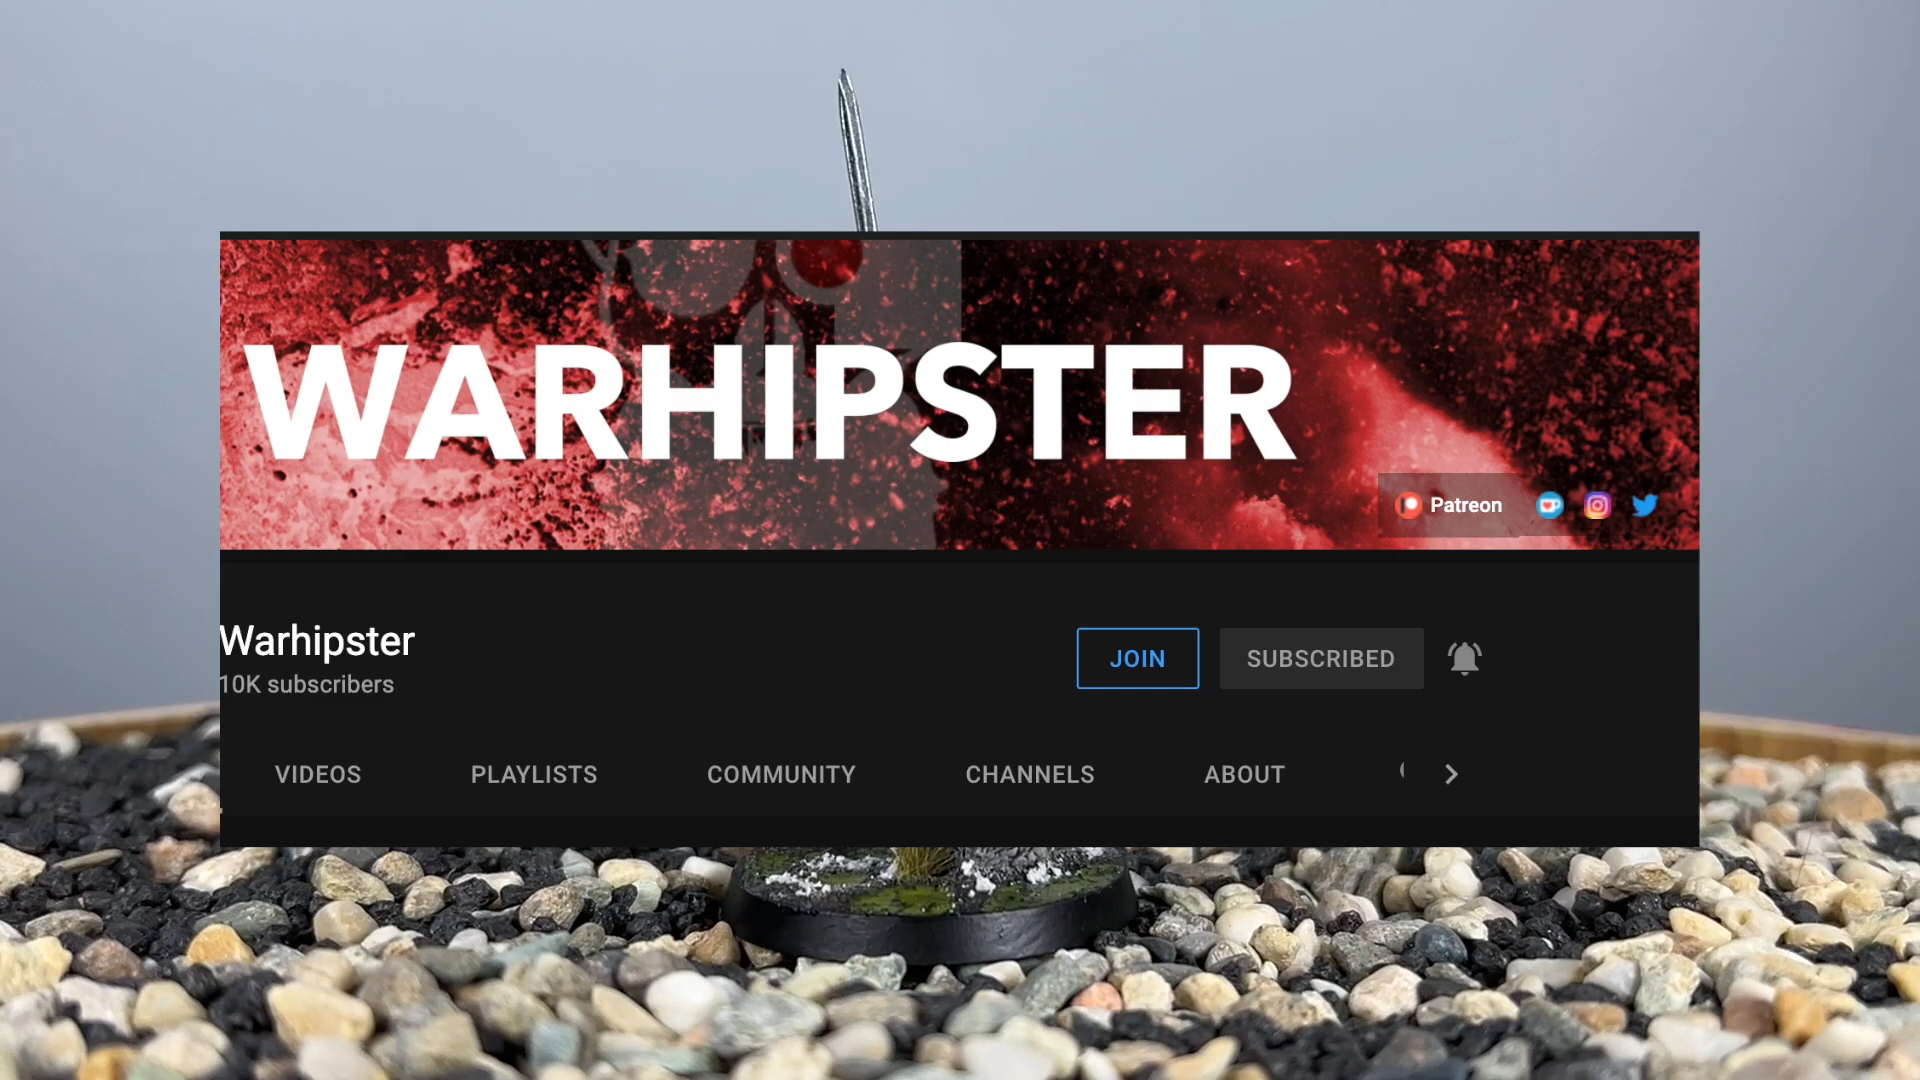 WARHIPSTER
Patreon
Warhipster
10K subscribers
JOIN
SUBSCRIBED
VIDEOS
PLAYLISTS
COMMUNITY
CHANNELS
ABOUT